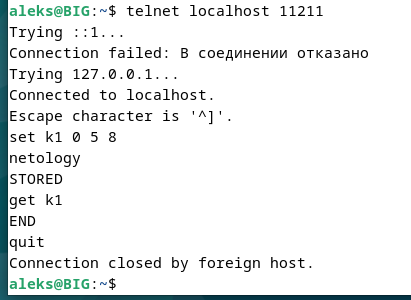 aleks@BIG:~$ telnet localhost 11211
Trying ::1...
Connection failed: В соединении отказано
Trying 127.0.0.1...
Connected to localhost.
Escape character is '^]'.
set k1 0 5 8
netology
STORED
get k1
END
quit
Connection closed by foreign host.
aleks@BIG:~$